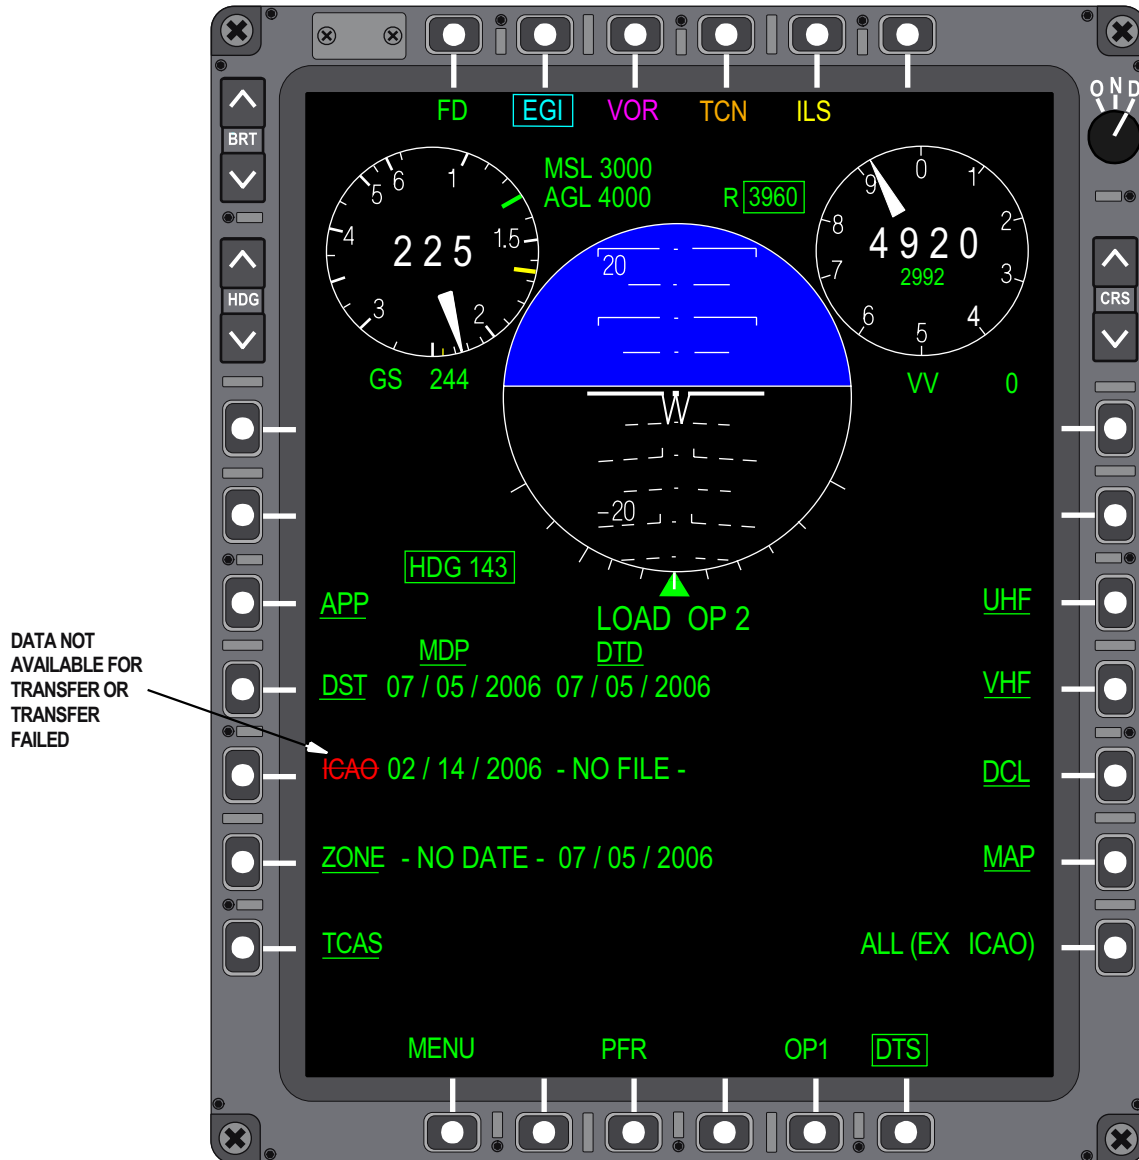 FD EGI VOR TCN ILS
O N D
BRT
MSL 3000
AGL 4000
R 3960
1
1.5
2
3
4
5
6
225
0
2
3
4
5
6
7
8
9
4920
2992
HDG
CRS
20
GS 244
VV 0
-20
HDG 143
APP
UHF
LOAD OP 2
MDP DTD
DST 07 / 05 / 2006 07 / 05 / 2006
VHF
DATA NOT
AVAILABLE FOR
TRANSFER OR
TRANSFER
FAILED
ICAO 02 / 14 / 2006 - NO FILE -
DCL
ZONE - NO DATE - 07 / 05 / 2006
MAP
TCAS
ALL (EX ICAO)
MENU PFR OP1 DTS